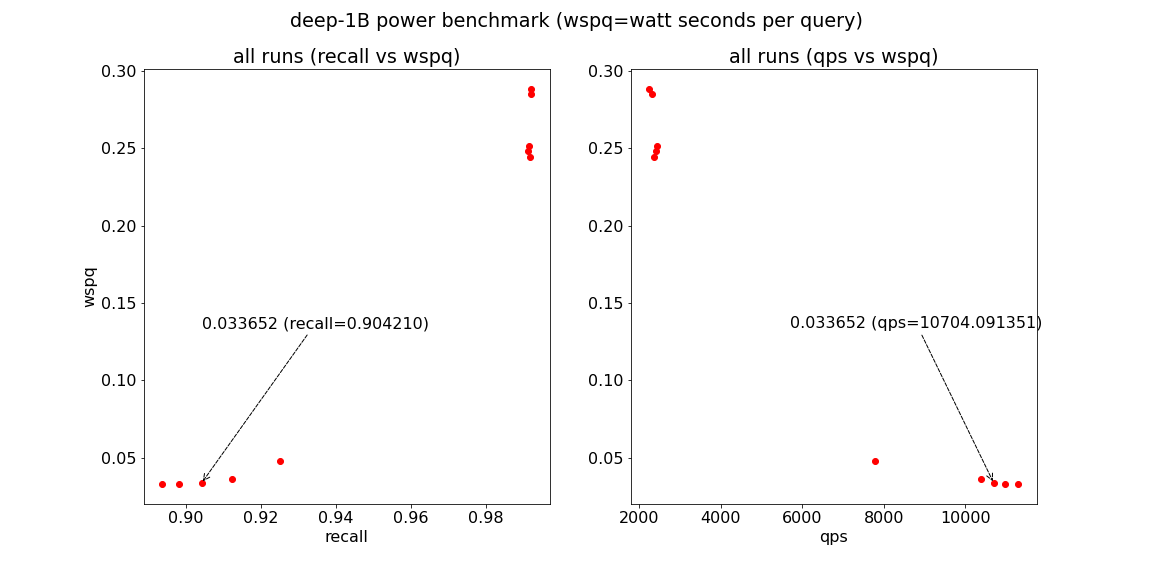 deep-1B power benchmark (wspq=watt seconds per query)
all runs (recall vs wspq)
0.30
0.25
0.20
0.15
0.10
0.05
wspq
0.033652 (recall=0.904210)
0.90 0.92 0.94 0.96 0.98
recall
all runs (qps vs wspq)
0.30
0.25
0.20
0.15
0.10
0.05
0.033652 (qps=10704.091351)
2000 4000 6000 8000 10000
qps